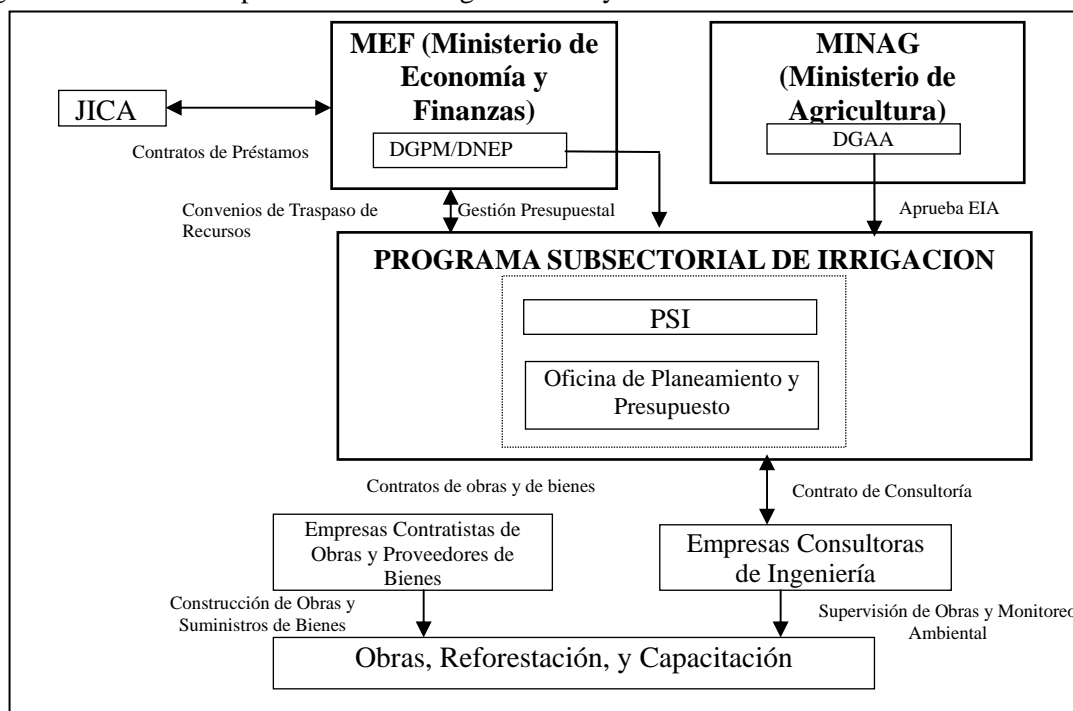 MEF (Ministerio de
Economía y
Finanzas)
DGPM/DNEP
MINAG
(Ministerio de
Agricultura)
DGAA
JICA
Contratos de Préstamos
Convenios de Traspaso de
Recursos
Gestión Presupuestal
Aprueba EIA
PROGRAMA SUBSECTORIAL DE IRRIGACION
PSI
Oficina de Planeamiento y
Presupuesto
Contratos de obras y de bienes
Contrato de Consultoría
Empresas Contratistas de
Obras y Proveedores de
Bienes
Empresas Consultoras
de Ingeniería
Construcción de Obras y
Suministros de Bienes
Supervisión de Obras y Monitoreo
Ambiental
Obras, Reforestación, y Capacitación